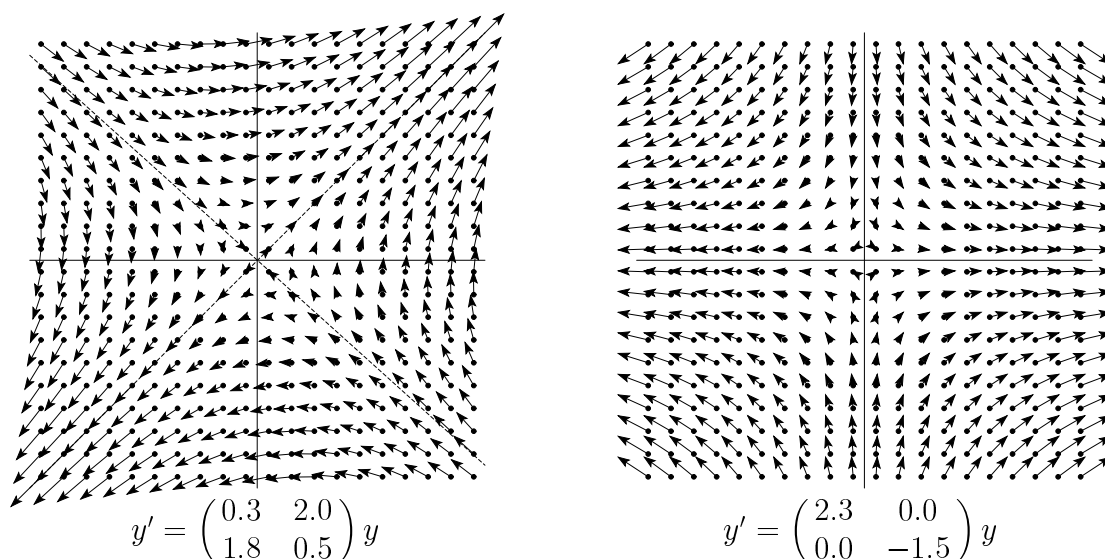 y′ = ( 0.3 2.0 ) y
1.8 0.5
y′ = ( 2.3 0.0 ) y
0.0 −1.5